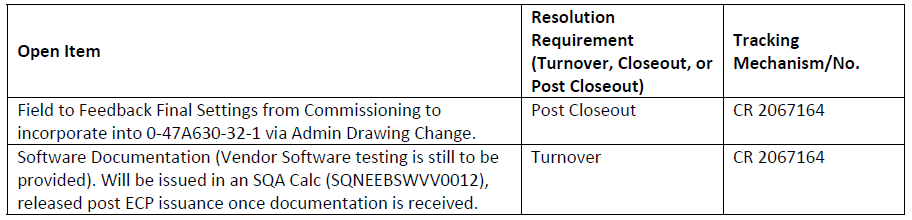 Open Item
Resolution
Requirement
(Turnover, Closeout, or
Post Closeout)
Tracking
Mechanism/No.
Field to Feedback Final Settings from Commissioning to
incorporate into 0-47A630-32-1 via Admin Drawing Change.
Post Closeout
CR 2067164
Software Documentation (Vendor Software testing is still to be
provided). Will be issued in an SQA Calc (SQNEEBSWVV0012),
released post ECP issuance once documentation is received.
Turnover
CR 2067164